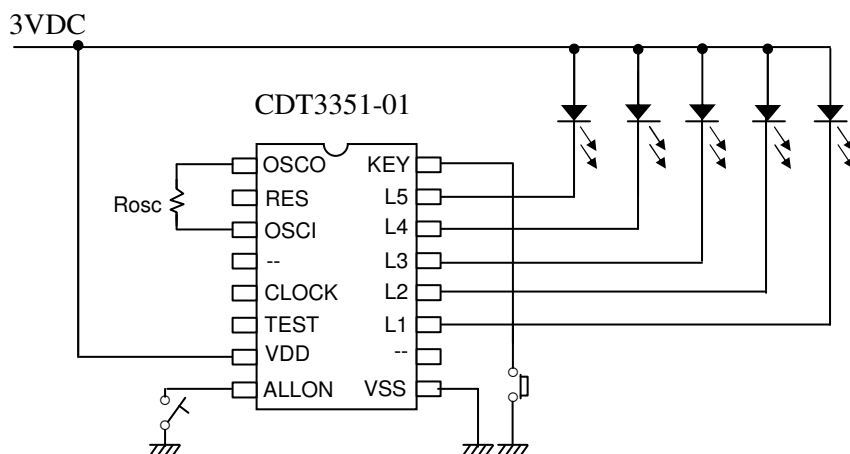 3VDC
CDT3351-01
OSCO
KEY
RES
L5
Rosc
OSCI
L4
--
L3
CLOCK
L2
TEST
L1
VDD
--
ALLON
VSS